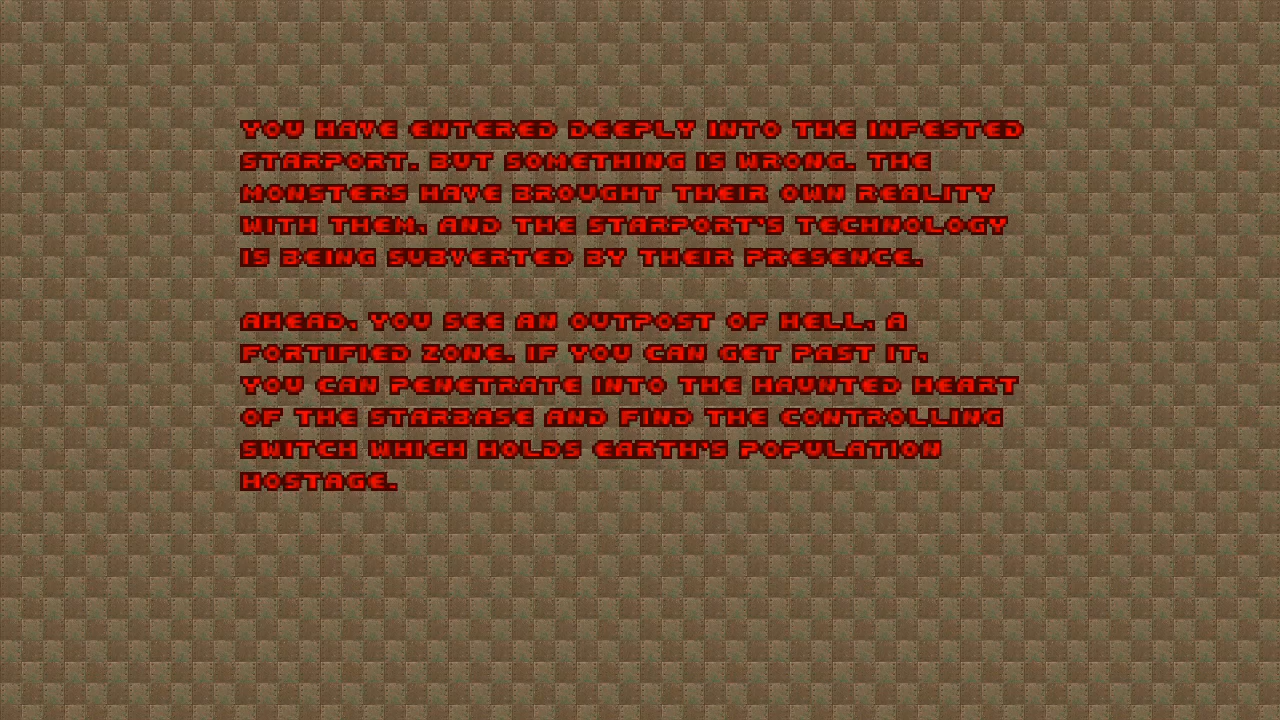 YOU HAVE ENTERED DEEPLY INTO THE INFESTED
STARPORT. BUT SOMETHING IS WRONG. THE
MONSTERS HAVE BROUGHT THEIR OWN REALITY
WITH THEM, AND THE STARPORT'S TECHNOLOGY
IS BEING SUBVERTED BY THEIR PRESENCE.
AHEAD, YOU SEE AN OUTPOST OF HELL, A
FORTIFIED ZONE. IF YOU CAN GET PAST IT,
YOU CAN PENETRATE INTO THE HAUNTED HEART
OF THE STARBASE AND FIND THE CONTROLLING
SWITCH WHICH HOLDS EARTH'S POPULATION
HOSTAGE.